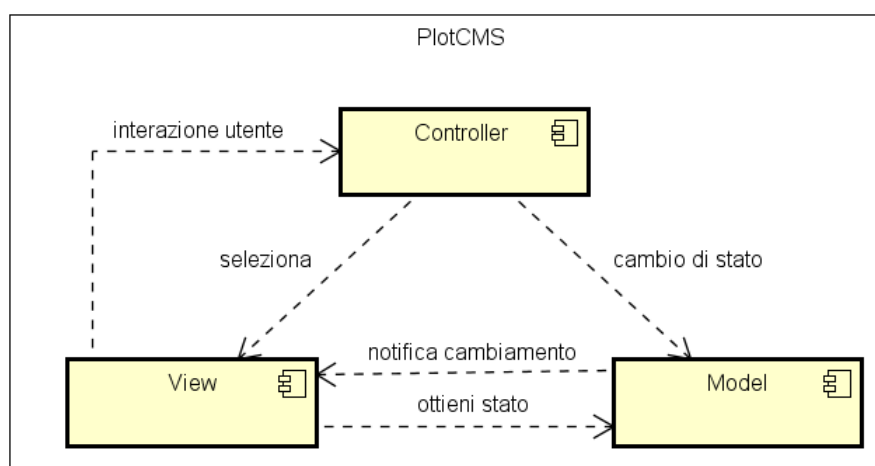 PlotCMS
Controller
interazione utente
seleziona
cambio di stato
notifica cambiamento
View
Model
ottieni stato